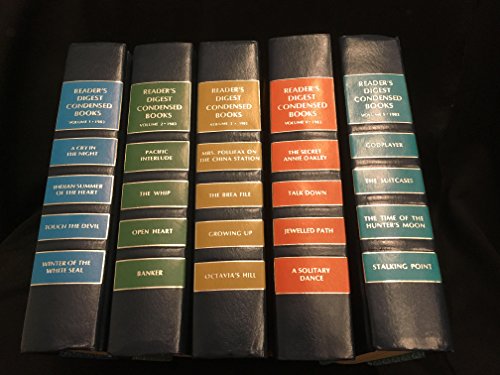 READER'S
DIGEST
CONDENSED
BOOKS
VOLUME 1 • 1983
A CRY IN
THE NIGHT
INDIAN SUMMER
OF THE HEART
TOUCH THE DEVIL
WINTER OF THE
WHITE SEAL
READER'S
DIGEST
CONDENSED
BOOKS
VOLUME 2 • 1983
PACIFIC
INTERLUDE
THE WHIP
OPEN HEART
BANKER
READER'S
DIGEST
CONDENSED
BOOKS
VOLUME 3 • 1983
MRS. POLLIFAX ON
THE CHINA STATION
THE BREA FILE
GROWING UP
OCTAVIA'S HILL
READER'S
DIGEST
CONDENSED
BOOKS
THE SECRET
ANNIE OAKLEY
TALK DOWN
JEWELLED PATH
A SOLITARY
DANCE
READER'S
DIGEST
CONDENSED
BOOKS
VOLUME 5 • 1983
GODPLAYER
THE SUITCASES
THE TIME OF THE
HUNTER'S MOON
STALKING POINT